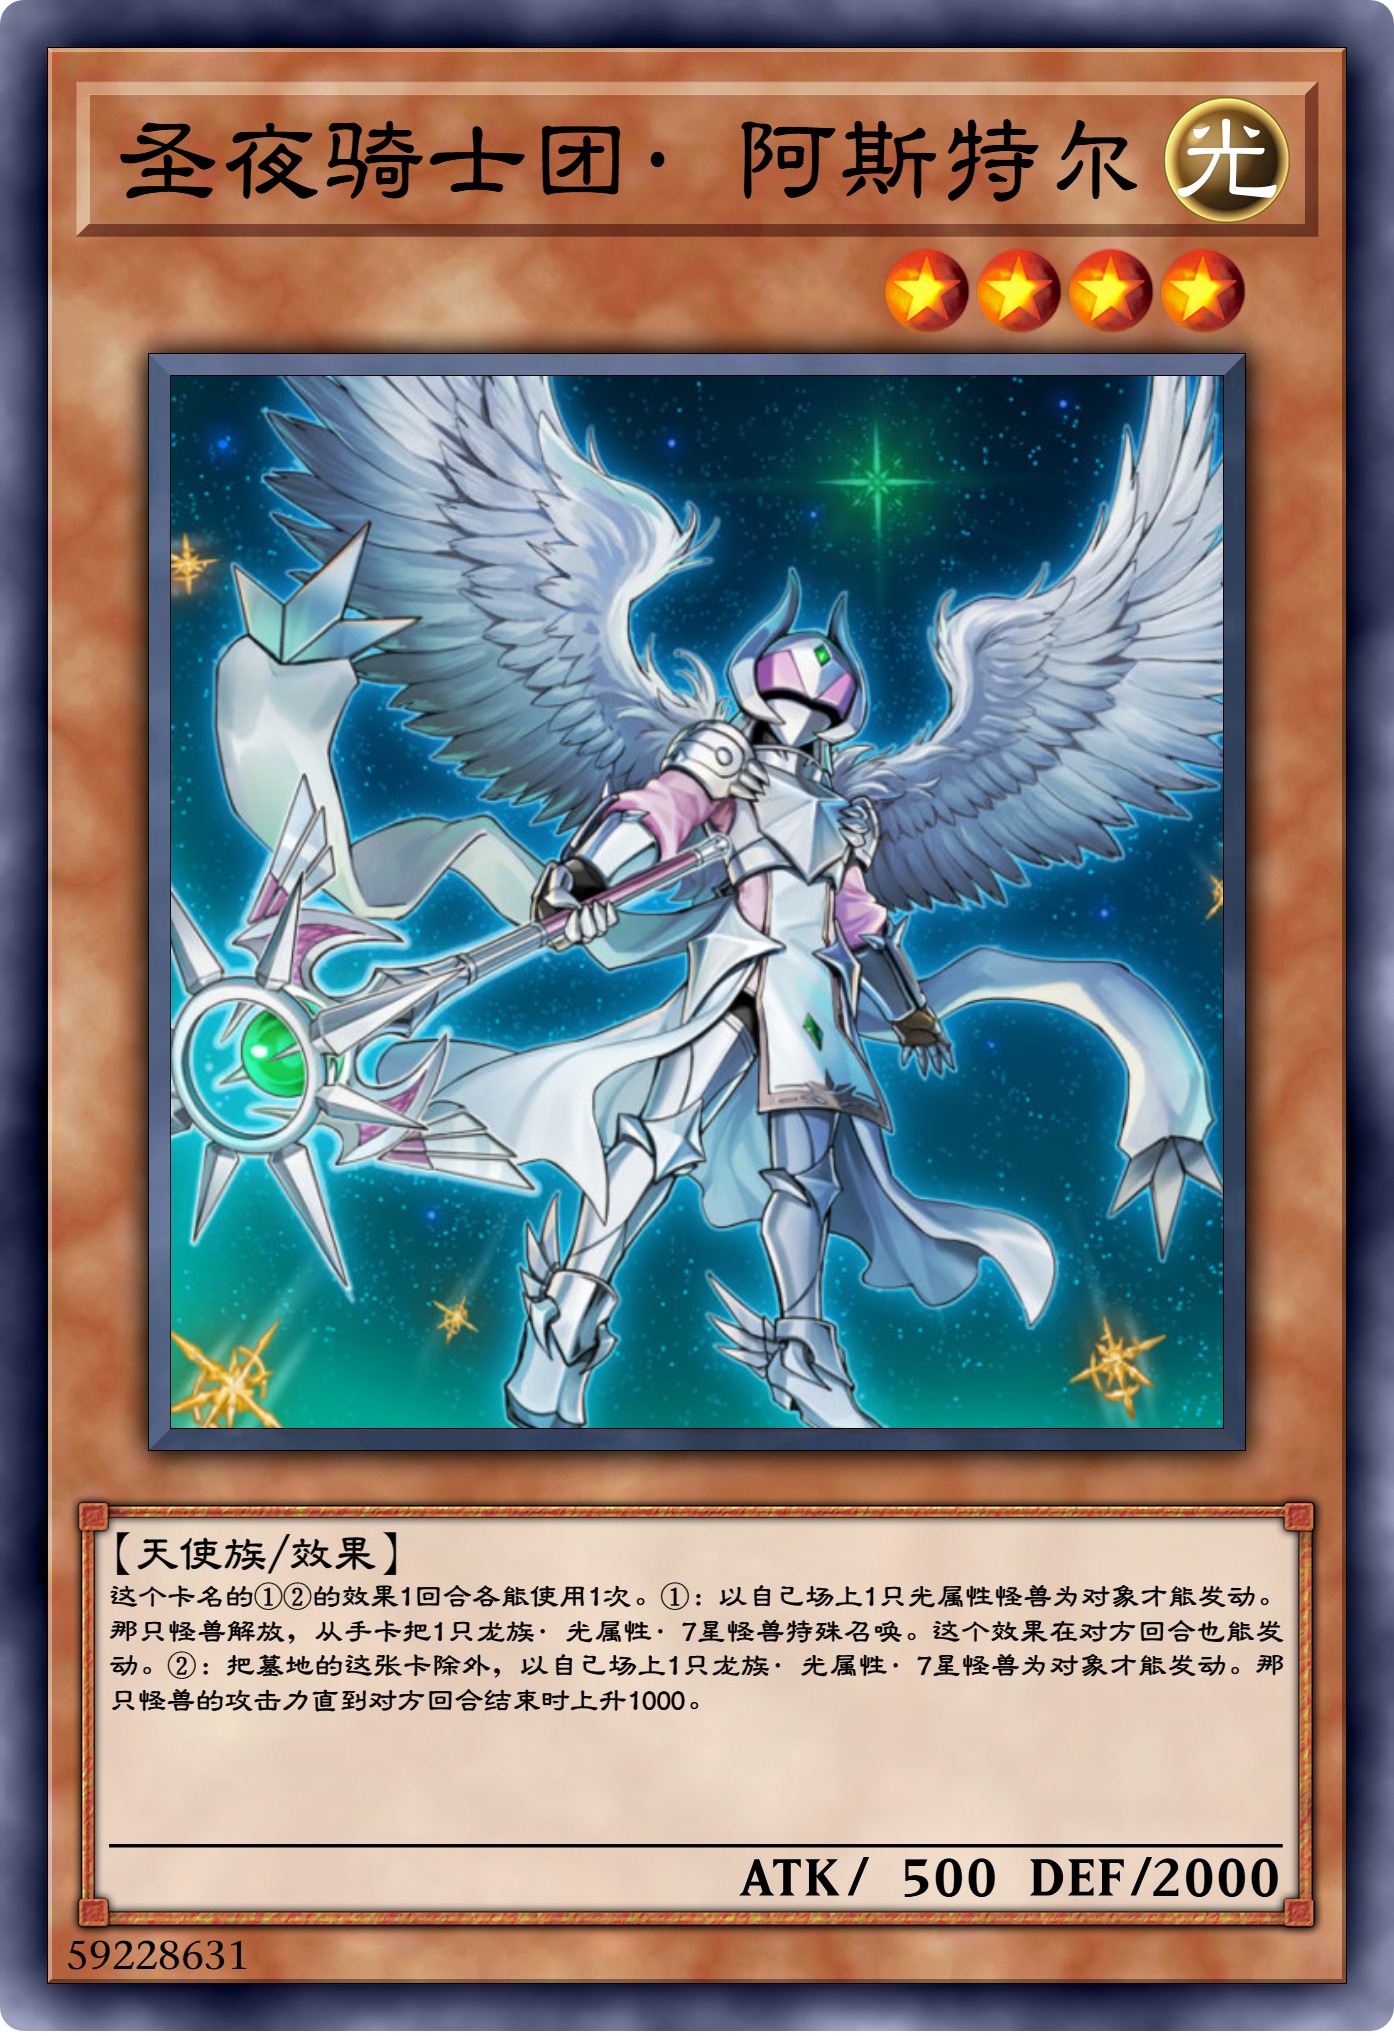 圣夜骑士团·阿斯特尔 光
【天使族/效果】
这个卡名的①②的效果1回合各能使用1次。①：以自己场上1只光属性怪兽为对象才能发动。
那只怪兽解放，从手卡把1只龙族·光属性·7星怪兽特殊召唤。这个效果在对方回合也能发
动。②：把墓地的这张卡除外，以自己场上1只龙族·光属性·7星怪兽为对象才能发动。那
只怪兽的攻击力直到对方回合结束时上升1000。
ATK/ 500 DEF/2000
59228631